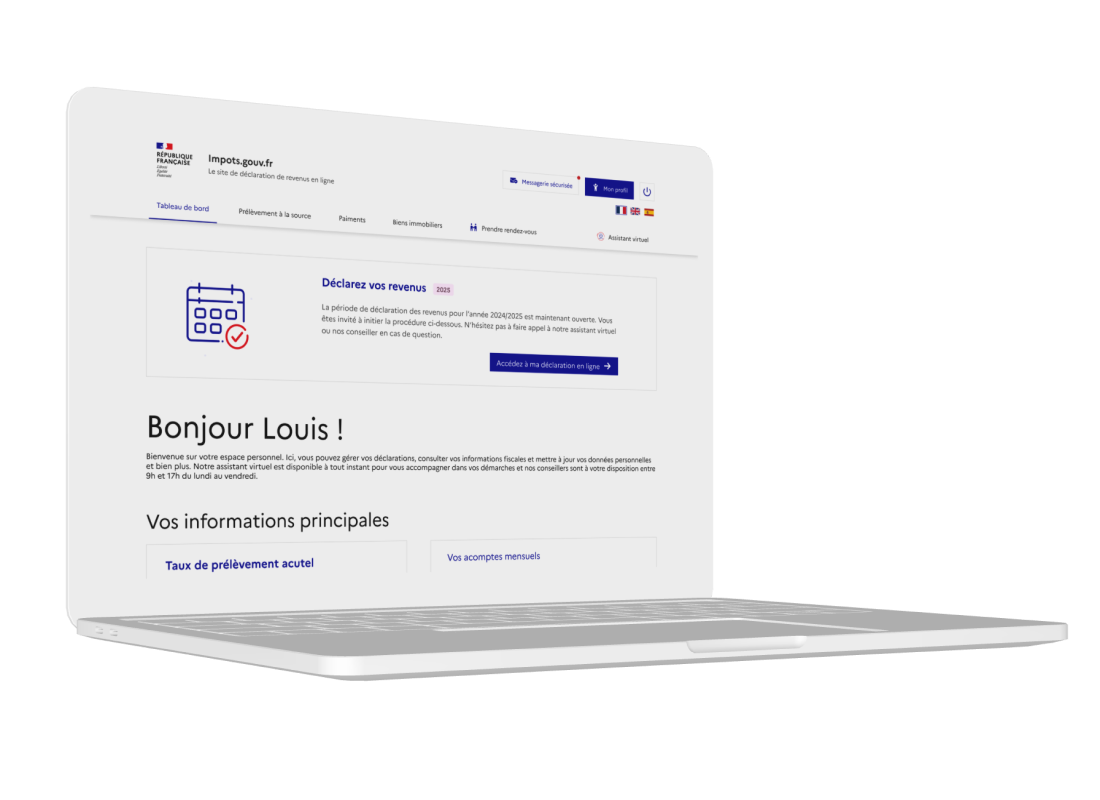 RÉPUBLIQUE
FRANÇAISE
Liberté
Égalité
Fraternité
Impots.gouv.fr
Le site de déclaration de revenus en ligne
Messagerie sécurisée
Mon profil
Tableau de bord
Prélèvement à la source
Paiments
Biens immobiliers
Prendre rendez-vous
Assistant virtuel
Déclarez vos revenus 2025
La période de déclaration des revenus pour l'année 2024/2025 est maintenant ouverte. Vous
êtes invité à initier la procédure ci-dessous. N'hésitez pas à faire appel à notre assistant virtuel
ou nos conseiller en cas de question.
Accédez à ma déclaration en ligne
Bonjour Louis !
Bienvenue sur votre espace personnel. Ici, vous pouvez gérer vos déclarations, consulter vos informations fiscales et mettre à jour vos données personnelles
et bien plus. Notre assistant virtuel est disponible à tout instant pour vous accompagner dans vos démarches et nos conseillers sont à votre disposition entre
9h et 17h du lundi au vendredi.
Vos informations principales
Taux de prélèvement acutel
Vos acomptes mensuels